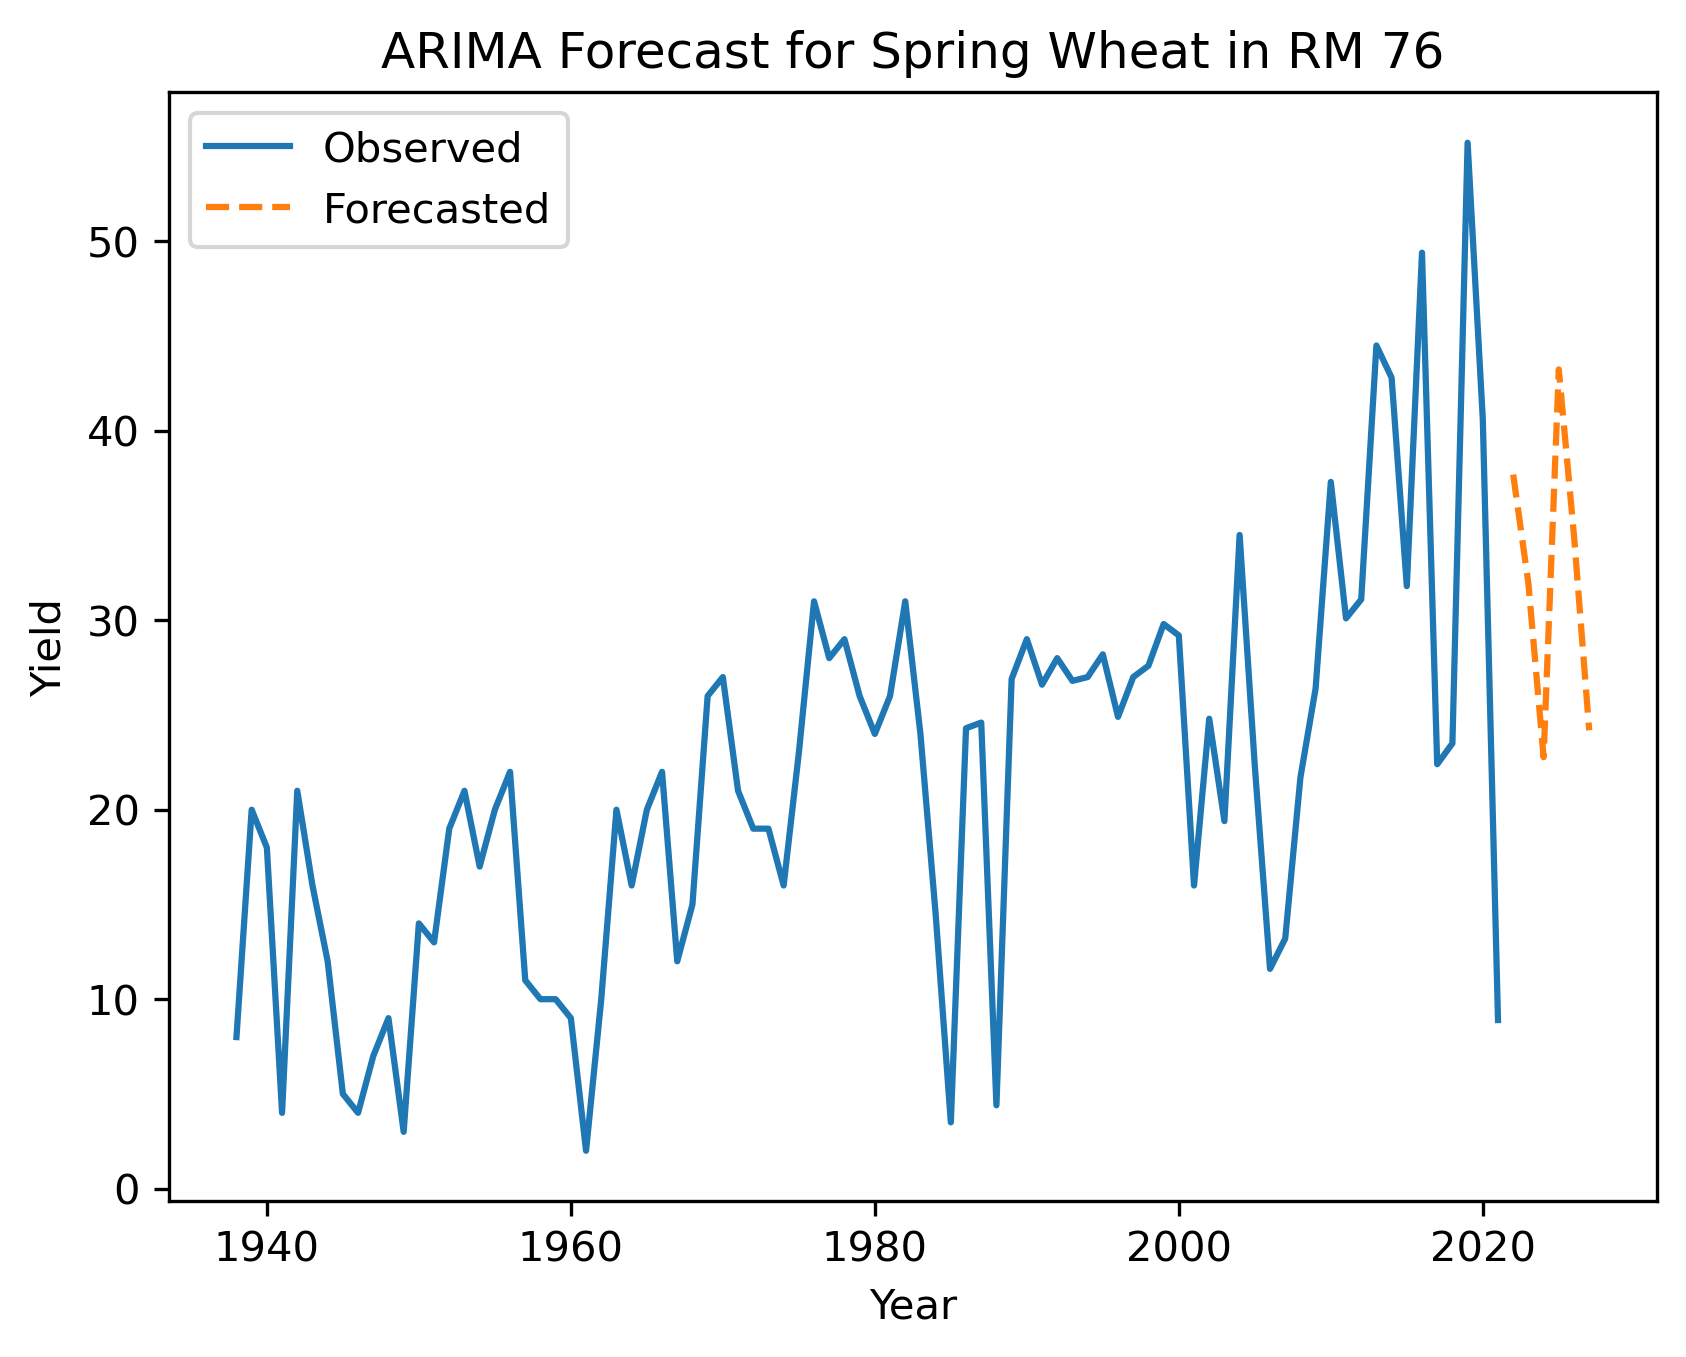 ARIMA Forecast for Spring Wheat in RM 76
Observed
Forecasted
50
40
30
20
10
0
Yield
1940 1960 1980 2000 2020
Year